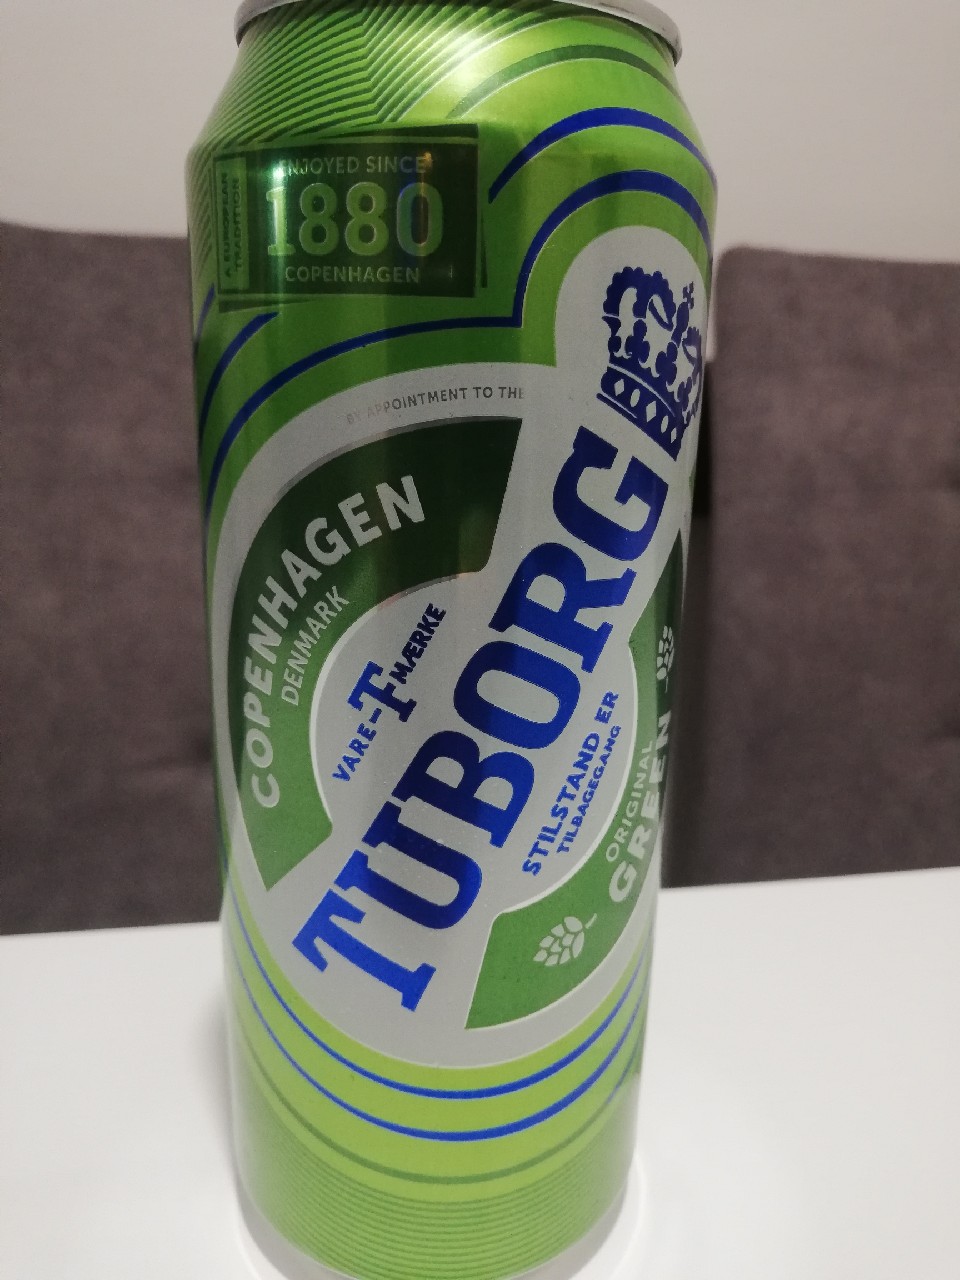 ENJOYED SINCE
1880
COPENHAGEN
A EUROPEAN
TRADITION
BY APPOINTMENT TO THE
COPENHAGEN
DENMARK
VARE-T MÆRKE
TUBORG
STILSTAND ER
TILBAGEGANG
ORIGINAL
GREEN